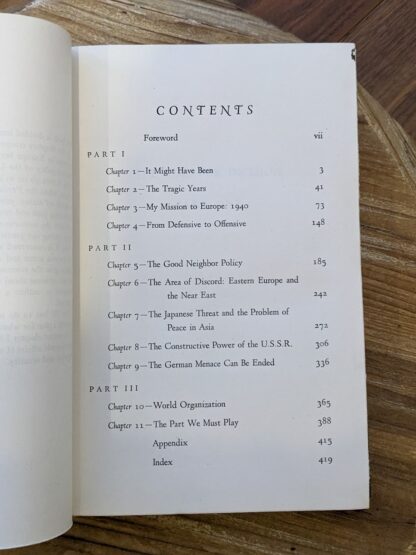 CONTENTS
Foreword vii
PART I
Chapter 1—It Might Have Been 3
Chapter 2—The Tragic Years 41
Chapter 3—My Mission to Europe: 1940 73
Chapter 4—From Defensive to Offensive 148
PART II
Chapter 5—The Good Neighbor Policy 185
Chapter 6—The Area of Discord: Eastern Europe and
the Near East 242
Chapter 7—The Japanese Threat and the Problem of
Peace in Asia 272
Chapter 8—The Constructive Power of the U.S.S.R. 306
Chapter 9—The German Menace Can Be Ended 336
PART III
Chapter 10—World Organization 365
Chapter 11—The Part We Must Play 388
Appendix 415
Index 419